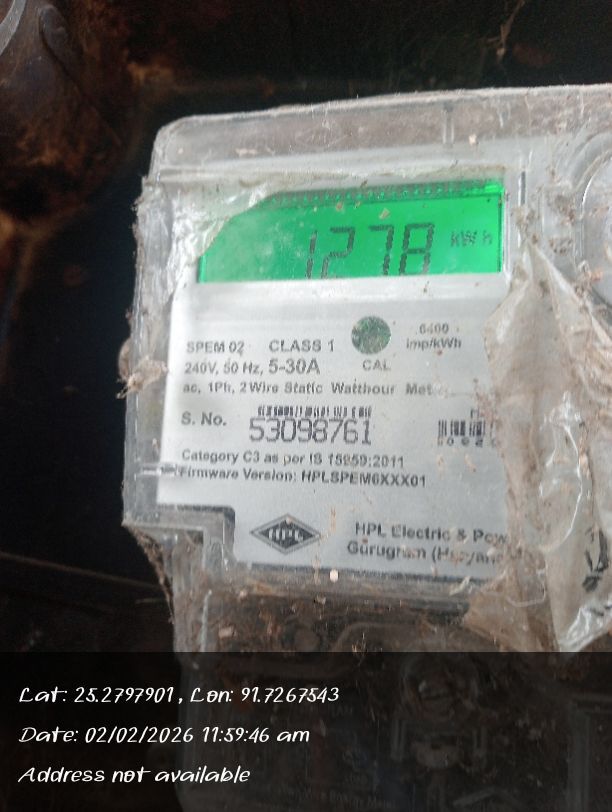 1278 kWh
SPEM 02 CLASS 1 6400
imp/kWh
240V, 50 Hz, 5-30A CAL
ac, 1Ph, 2Wire Static Watthour
S. No. 53098761
Category C3 as per IS 15959:2011
Firmware Version: HPLSPEM6XXX01
HPL
HPL Electric & Pow
Gurugram
Lat: 25.2797901 , Lon: 91.7267543
Date: 02/02/2026 11:59:46 am
Address not available